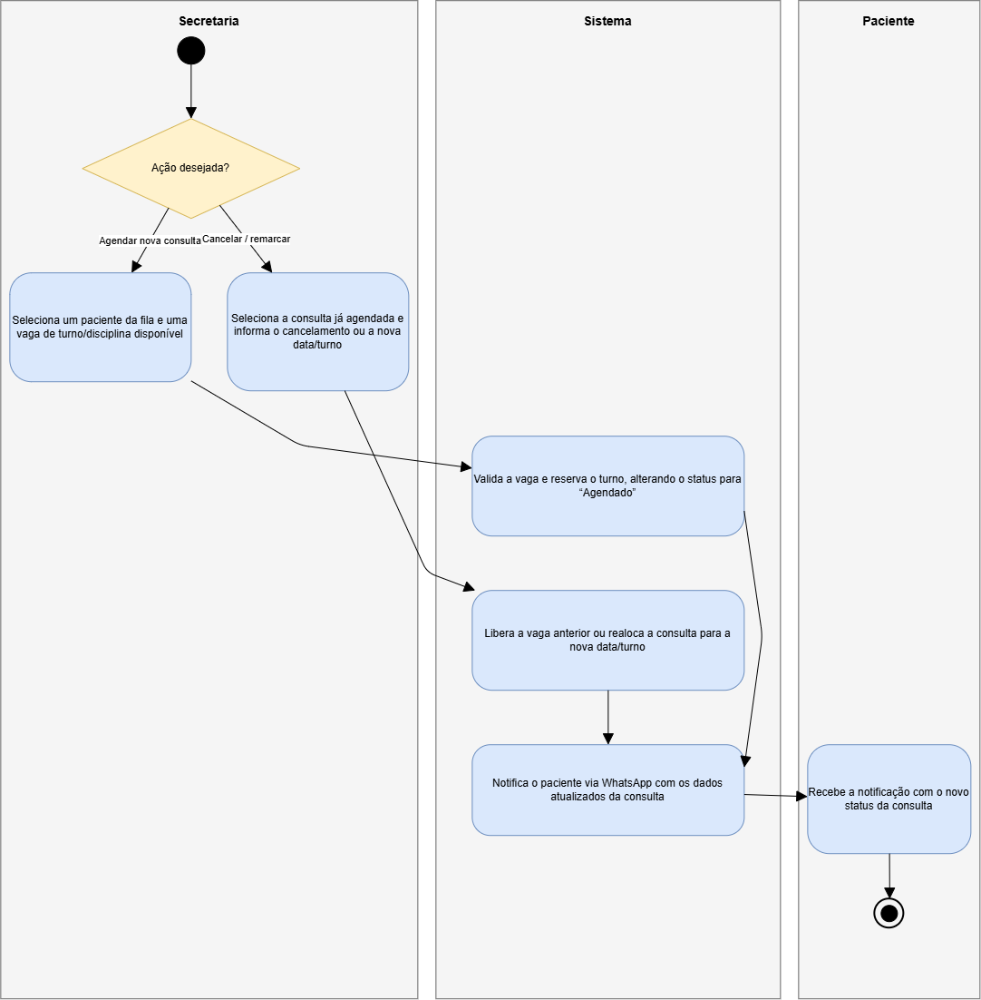 Secretaria
Sistema
Paciente
Ação desejada?
Agendar nova consulta
Cancelar / remarcar
Seleciona um paciente da fila e uma
vaga de turno/disciplina disponível
Seleciona a consulta já agendada e
informa o cancelamento ou a nova
data/turno
Valida a vaga e reserva o turno, alterando o status para
“Agendado”
Libera a vaga anterior ou realoca a consulta para a
nova data/turno
Notifica o paciente via WhatsApp com os dados
atualizados da consulta
Recebe a notificação com o novo
status da consulta